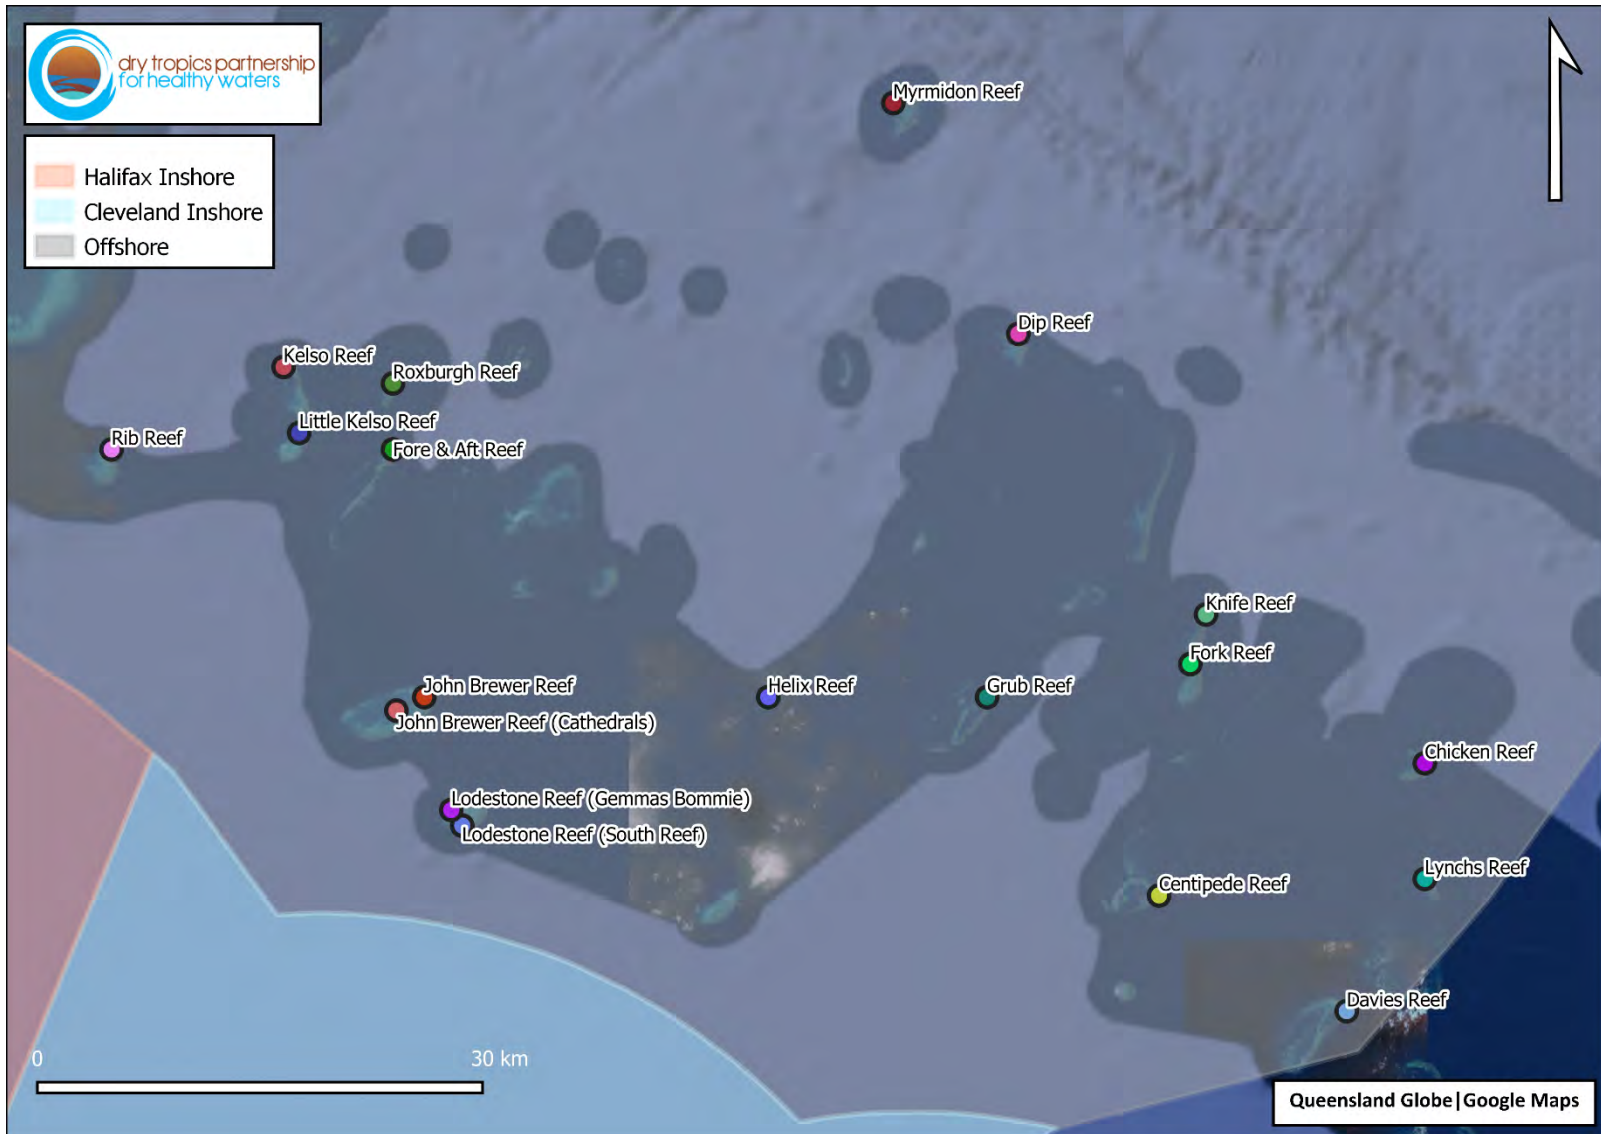 dry tropics partnership
for healthy waters
Halifax Inshore
Cleveland Inshore
Offshore
Myrmidon Reef
Dip Reef
Kelso Reef
Roxburgh Reef
Little Kelso Reef
Rib Reef
Fore & Aft Reef
Knife Reef
Fork Reef
John Brewer Reef
Helix Reef
Grub Reef
John Brewer Reef (Cathedrals)
Chicken Reef
Lodestone Reef (Gemmas Bommie)
Lodestone Reef (South Reef)
Lynchs Reef
Centipede Reef
Davies Reef
0 30 km
Queensland Globe|Google Maps